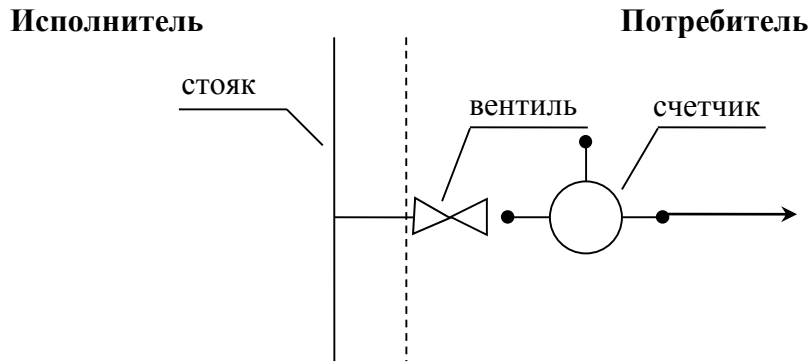 Исполнитель
Потребитель
стояк
вентиль
счетчик